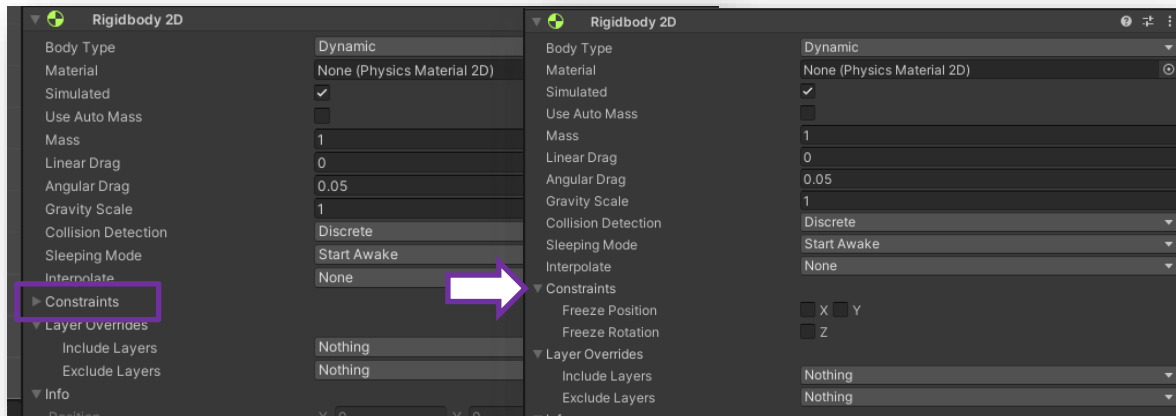 Rigidbody 2D
Body Type Dynamic
Material None (Physics Material 2D)
Simulated
Use Auto Mass
Mass 1
Linear Drag 0
Angular Drag 0.05
Gravity Scale 1
Collision Detection Discrete
Sleeping Mode Start Awake
Interpolate None
Constraints
Layer Overrides
Include Layers Nothing
Exclude Layers Nothing
Info
Position X 0 Y 0
Rigidbody 2D
Body Type Dynamic
Material None (Physics Material 2D)
Simulated
Use Auto Mass
Mass 1
Linear Drag 0
Angular Drag 0.05
Gravity Scale 1
Collision Detection Discrete
Sleeping Mode Start Awake
Interpolate None
Constraints
Freeze Position X Y
Freeze Rotation Z
Layer Overrides
Include Layers Nothing
Exclude Layers Nothing